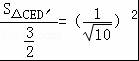 S△CED′/(3/2) = (1/√10)²